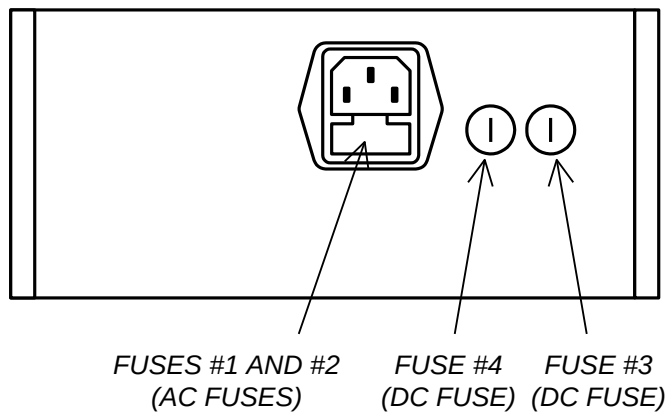 FUSES #1 AND #2
(AC FUSES)
FUSE #4
(DC FUSE)
FUSE #3
(DC FUSE)